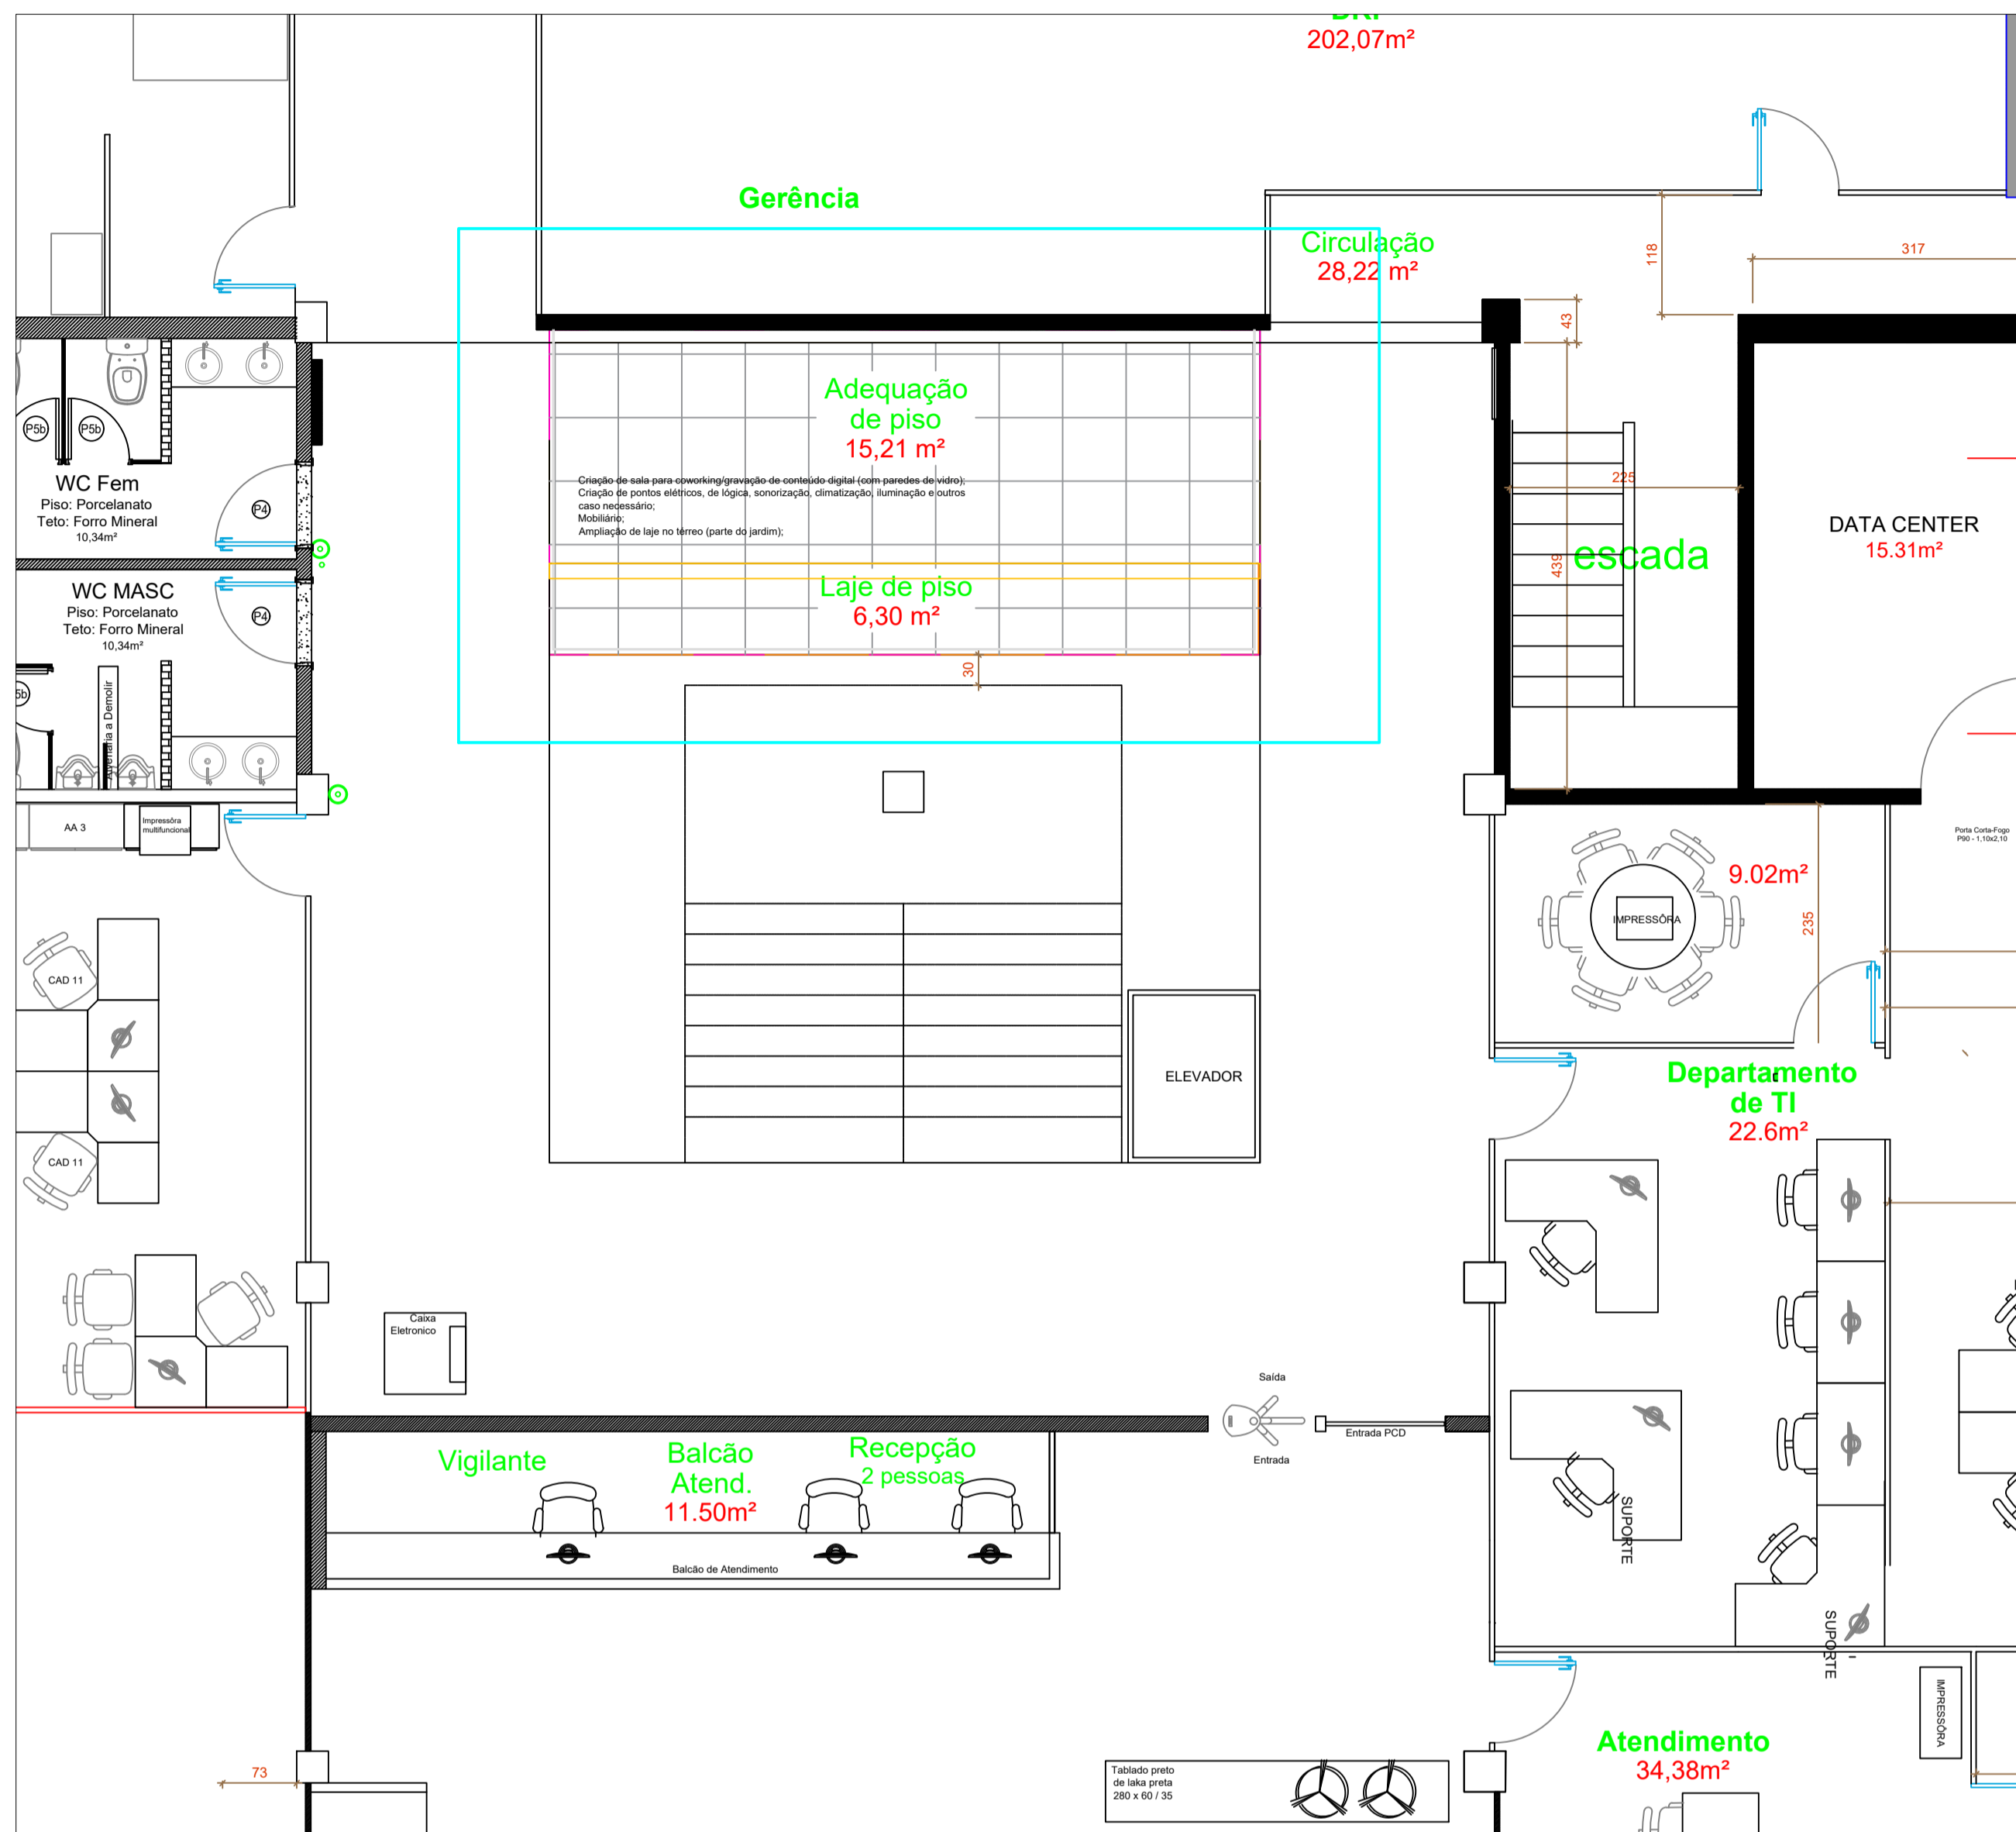 202,07m²
Gerência
Circulação
28,22 m²
118
317
43
Adequação
de piso
15,21 m²
Criação de sala para coworking/gravação de conteúdo digital (com paredes de vidro);
Criação de pontos elétricos, de lógica, sonorização, climatização, iluminação e outros
caso necessário;
Mobiliário;
Ampliação de laje no térreo (parte do jardim);
Laje de piso
6,30 m²
30
P5b
P5b
WC Fem
Piso: Porcelanato
Teto: Forro Mineral
10,34m²
P4
WC MASC
Piso: Porcelanato
Teto: Forro Mineral
10,34m²
P4
5b
Alvenaria a Demolir
225
439
escada
DATA CENTER
15.31m²
AA 3
Impressôra
multifuncional
Porta Corta-Fogo
P90 - 1,10x2,10
9.02m²
IMPRESSÔRA
235
CAD 11
CAD 11
ELEVADOR
Departamento
de TI
22.6m²
Caixa
Eletronico
Saída
Entrada PCD
Entrada
Vigilante
Balcão
Atend.
11.50m²
Recepção
2 pessoas
Balcão de Atendimento
SUPORTE
SUPORTE
IMPRESSÔRA
Atendimento
34,38m²
73
Tablado preto
de laka preta
280 x 60 / 35